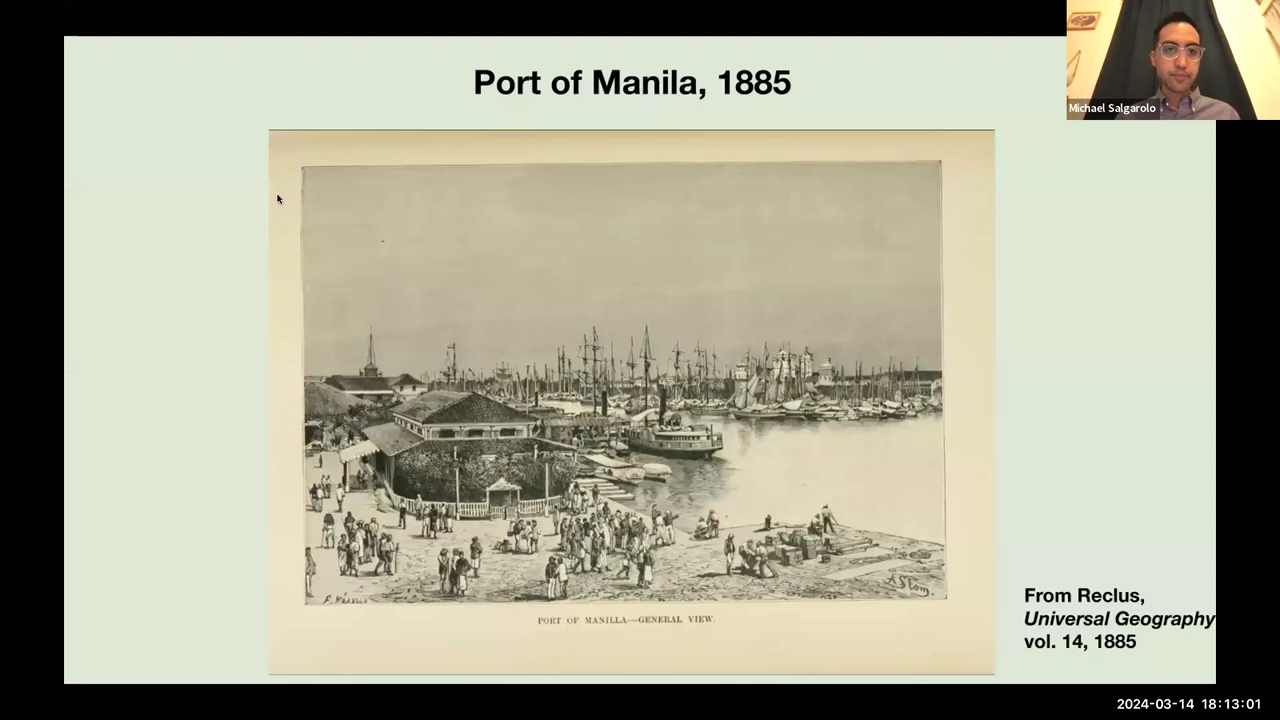 Port of Manila, 1885
Michael Salgarolo
PORT OF MANILLA—GENERAL VIEW.
From Reclus,
Universal Geography
vol. 14, 1885
2024-03-14 18:13:01